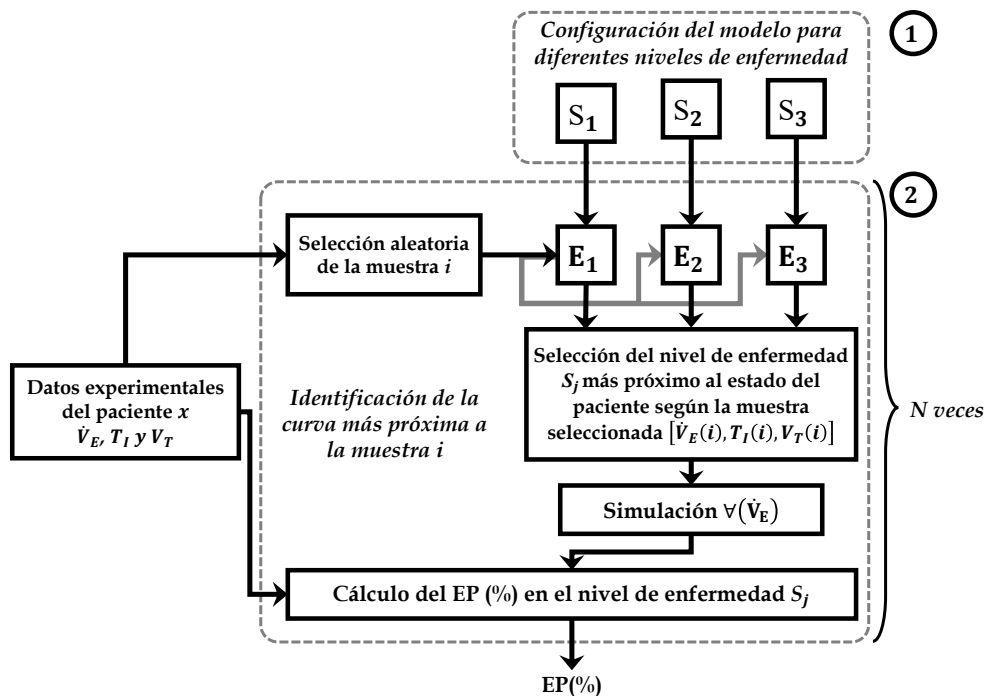 Configuración del modelo para
diferentes niveles de enfermedad
1
S1
S2
S3
2
Selección aleatoria
de la muestra i
E1
E2
E3
Datos experimentales
del paciente x
V̇E, TI y VT
Identificación de la
curva más próxima a
la muestra i
Selección del nivel de enfermedad
Sj más próximo al estado del
paciente según la muestra
seleccionada [V̇E(i), TI(i), VT(i)]
N veces
Simulación ∀(V̇E)
Cálculo del EP (%) en el nivel de enfermedad Sj
EP(%)